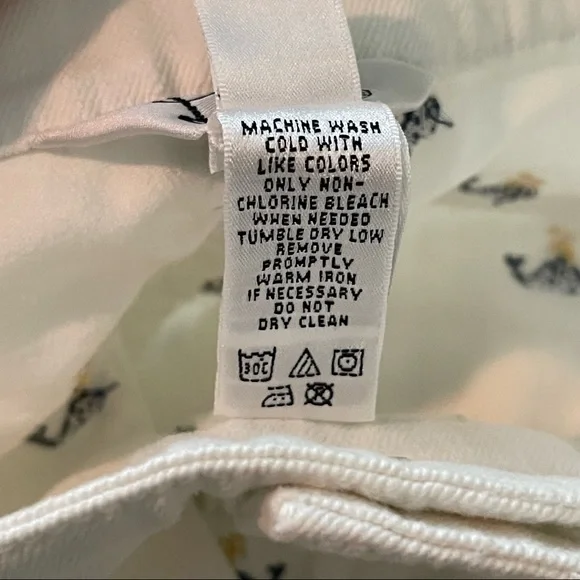 MACHINE WASH
COLD WITH
LIKE COLORS
ONLY NON-
CHLORINE BLEACH
WHEN NEEDED
TUMBLE DRY LOW
REMOVE
PROMPTLY
WARM IRON
IF NECESSARY
DO NOT
DRY CLEAN
30C